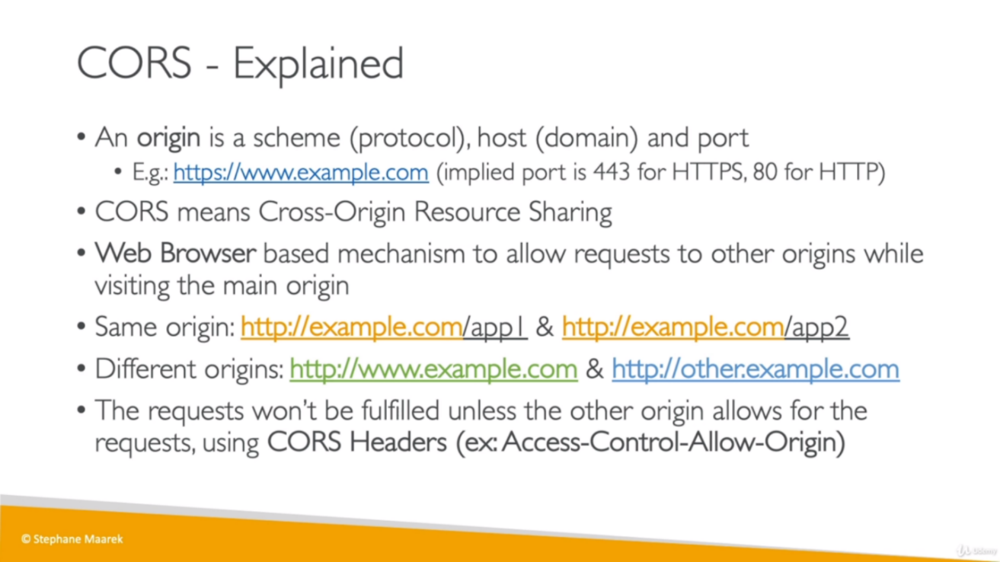 CORS - Explained
• An origin is a scheme (protocol), host (domain) and port
• E.g.: https://www.example.com (implied port is 443 for HTTPS, 80 for HTTP)
• CORS means Cross-Origin Resource Sharing
• Web Browser based mechanism to allow requests to other origins while
visiting the main origin
• Same origin: http://example.com/app1 & http://example.com/app2
• Different origins: http://www.example.com & http://other.example.com
• The requests won't be fulfilled unless the other origin allows for the
requests, using CORS Headers (ex: Access-Control-Allow-Origin)
© Stephane Maarek
Udemy